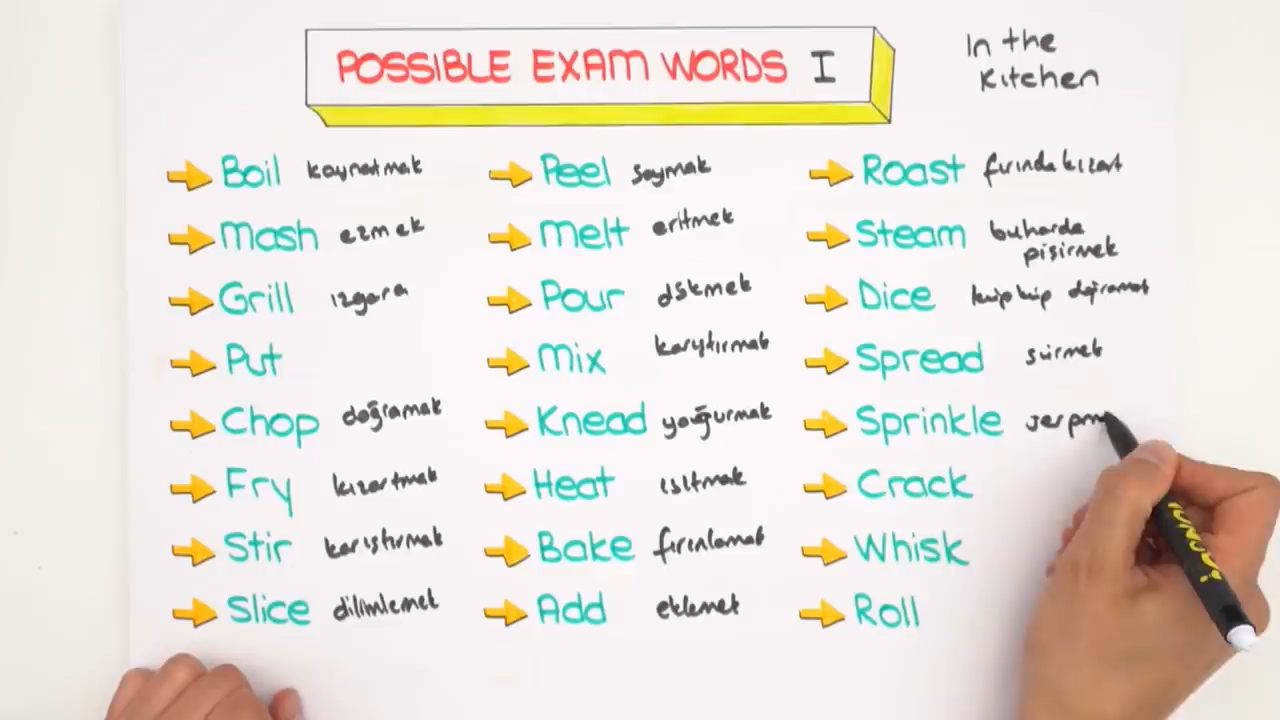 POSSIBLE EXAM WORDS I
In the
Kitchen
Boil kaynatmak
Mash ezmek
Grill ızgara
Put
Chop doğramak
Fry kızartmak
Stir karıştırmak
Slice dilimlemek
Peel soymak
Melt eritmek
Pour dökmek
Mix karıştırmak
Knead yoğurmak
Heat ısıtmak
Bake fırınlamak
Add eklemek
Roast fırında kızart
Steam buharda
pişirmek
Dice küp küp doğramak
Spread sürmek
Sprinkle serpm
Crack
Whisk
Roll